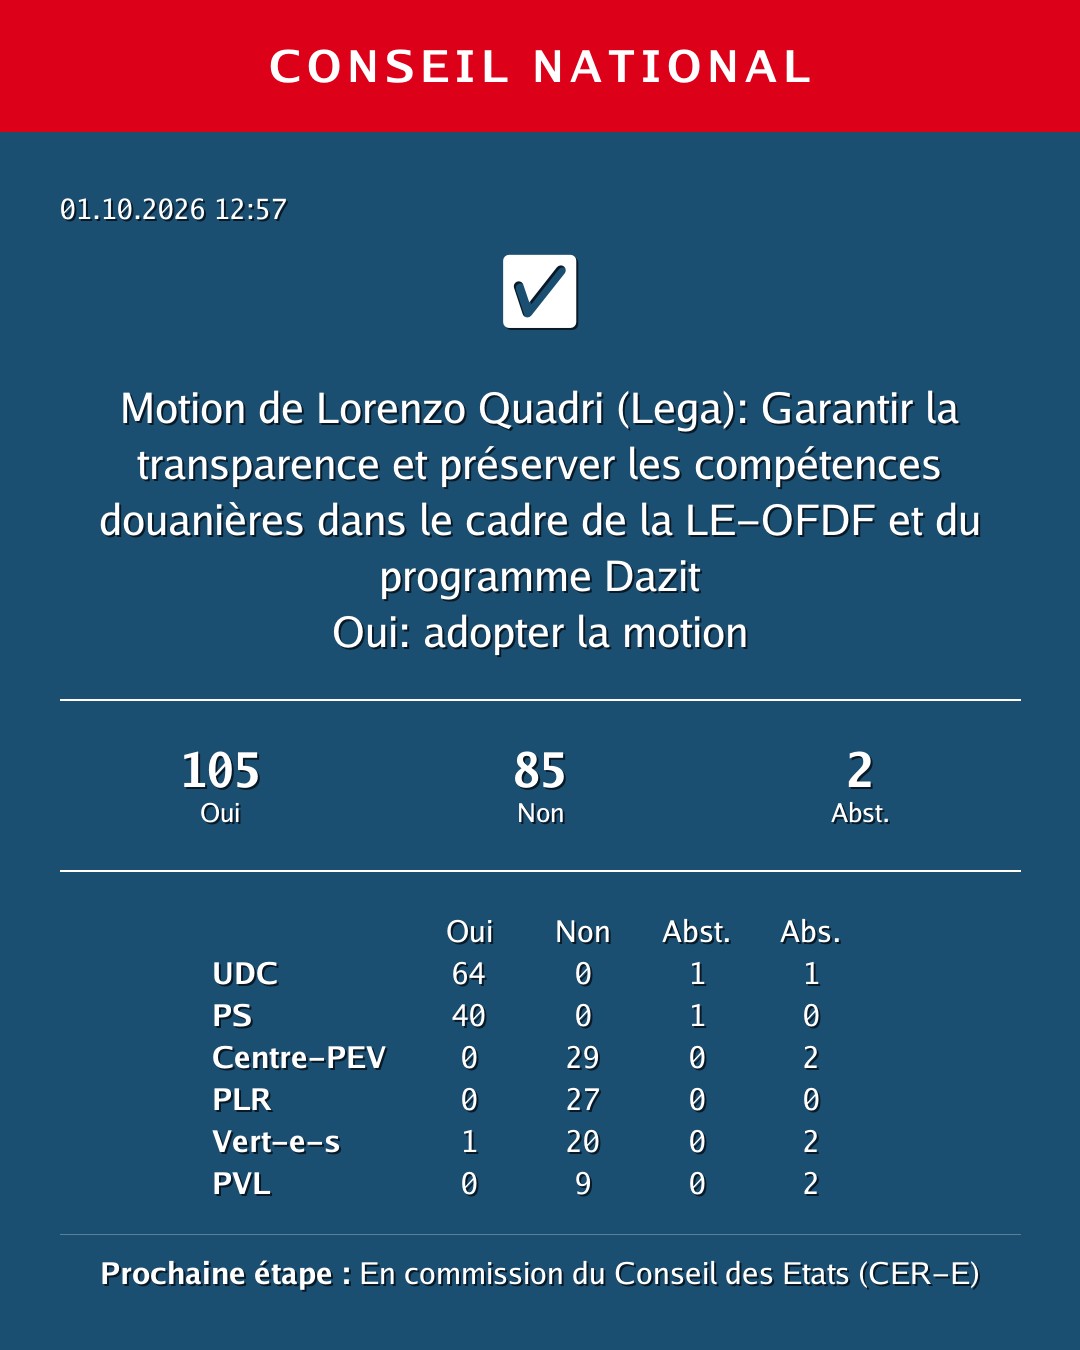 CONSEIL NATIONAL
01.10.2026 12:57
Motion de Lorenzo Quadri (Lega): Garantir la
transparence et préserver les compétences
douanières dans le cadre de la LE-OFDF et du
programme Dazit
Oui: adopter la motion
105 85 2
Oui Non Abst.
Oui Non Abst. Abs.
UDC 64 0 1 1
PS 40 0 1 0
Centre-PEV 0 29 0 2
PLR 0 27 0 0
Vert-e-s 1 20 0 2
PVL 0 9 0 2
Prochaine étape : En commission du Conseil des Etats (CER-E)